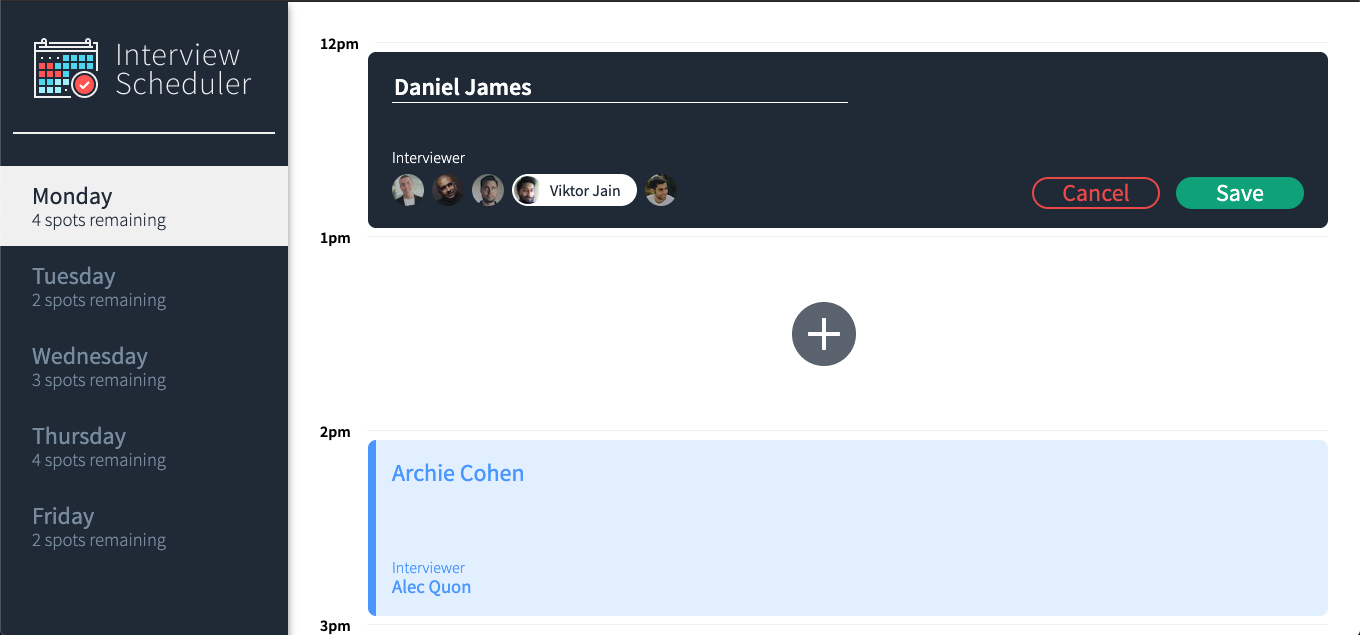 Interview
Scheduler
Monday
4 spots remaining
Tuesday
2 spots remaining
Wednesday
3 spots remaining
Thursday
4 spots remaining
Friday
2 spots remaining
12pm
Daniel James
Interviewer
Viktor Jain
Cancel
Save
1pm
2pm
Archie Cohen
Interviewer
Alec Quon
3pm